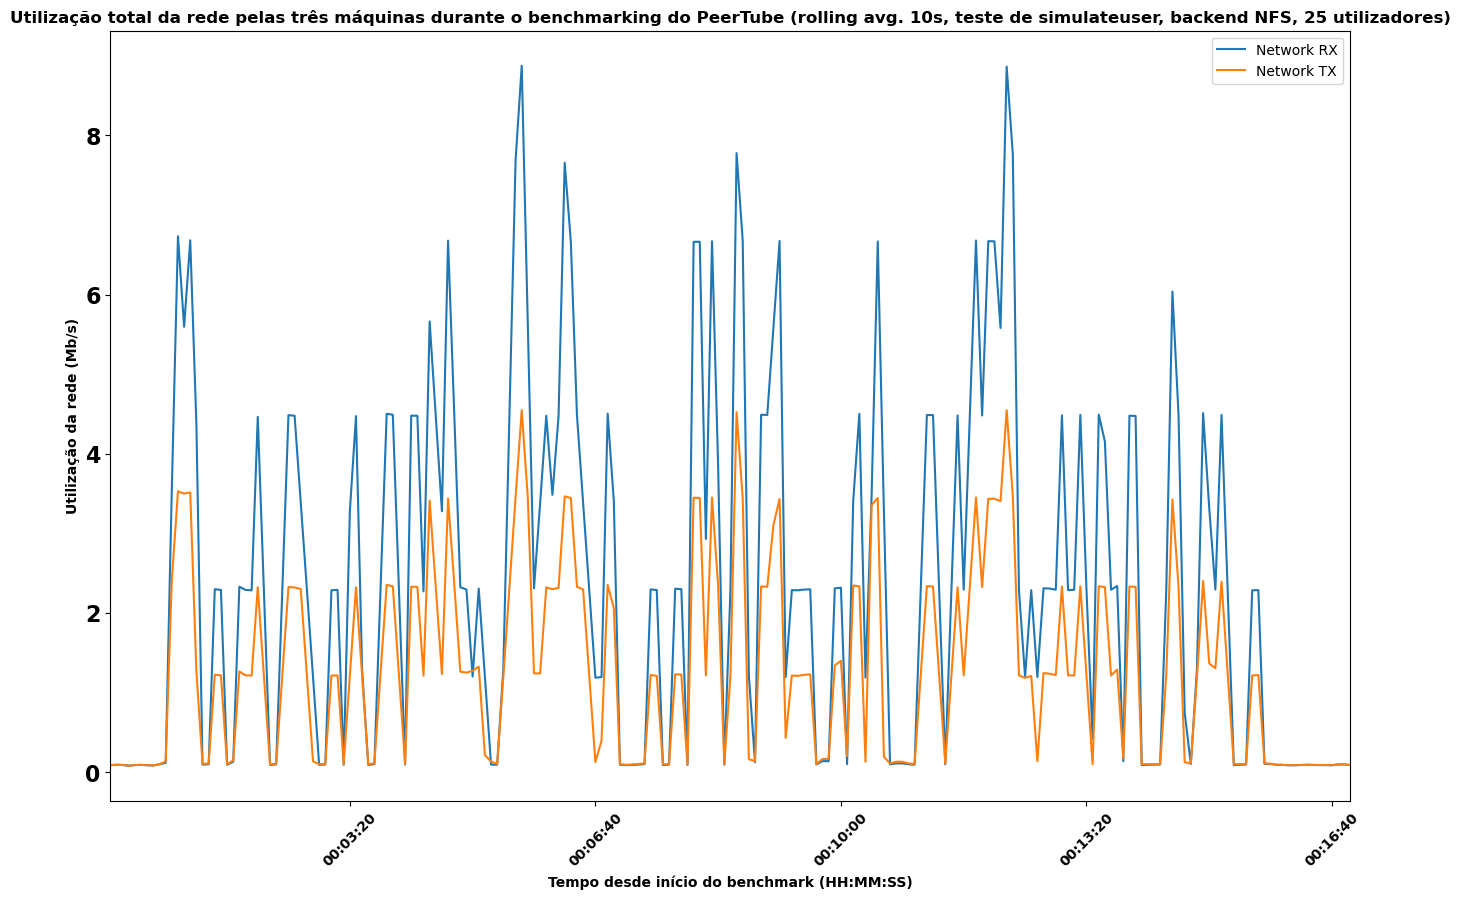 Utilização total da rede pelas três máquinas durante o benchmarking do PeerTube (rolling avg. 10s, teste de simulateuser, backend NFS, 25 utilizadores)
Network RX
Network TX
8
6
4
2
0
Utilização da rede (Mb/s)
00:03:20
00:06:40
00:10:00
00:13:20
00:16:40
Tempo desde início do benchmark (HH:MM:SS)